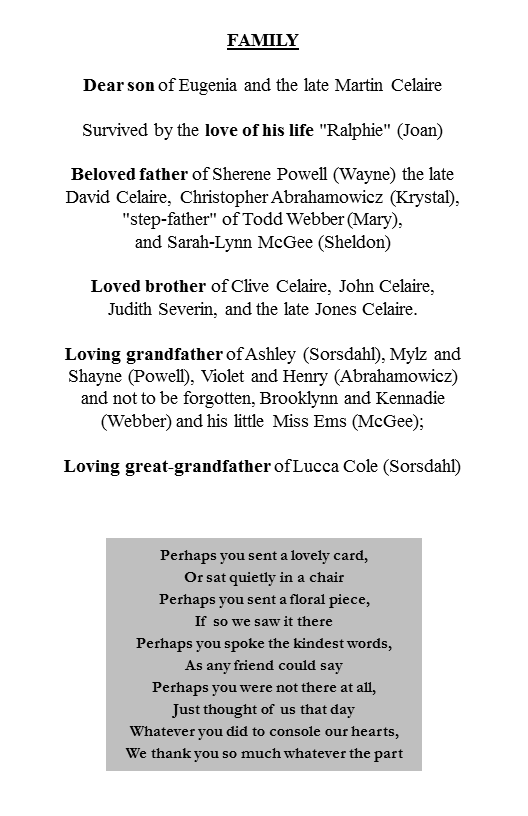 FAMILY
Dear son of Eugenia and the late Martin Celaire
Survived by the love of his life "Ralphie" (Joan)
Beloved father of Sherene Powell (Wayne) the late
David Celaire, Christopher Abrahamowicz (Krystal),
"step-father" of Todd Webber (Mary),
and Sarah-Lynn McGee (Sheldon)
Loved brother of Clive Celaire, John Celaire,
Judith Severin, and the late Jones Celaire.
Loving grandfather of Ashley (Sorsdahl), Mylz and
Shayne (Powell), Violet and Henry (Abrahamowicz)
and not to be forgotten, Brooklynn and Kennadie
(Webber) and his little Miss Ems (McGee);
Loving great-grandfather of Lucca Cole (Sorsdahl)
Perhaps you sent a lovely card,
Or sat quietly in a chair
Perhaps you sent a floral piece,
If so we saw it there
Perhaps you spoke the kindest words,
As any friend could say
Perhaps you were not there at all,
Just thought of us that day
Whatever you did to console our hearts,
We thank you so much whatever the part